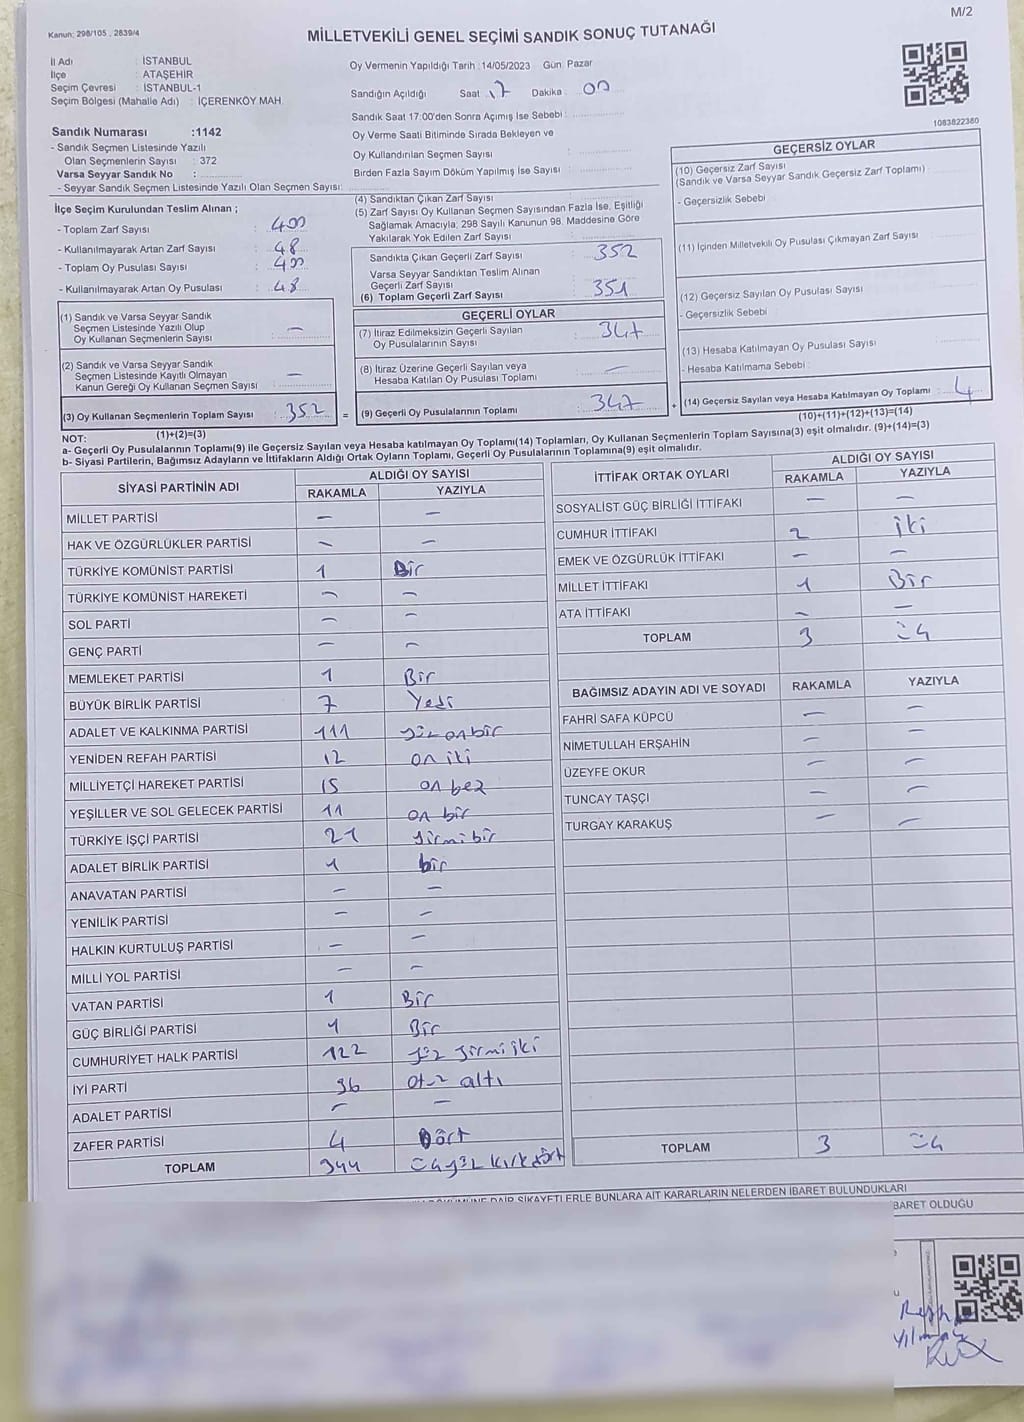 M/2
Kanun: 298/105 , 2839/4
MİLLETVEKİLİ GENEL SEÇİMİ SANDIK SONUÇ TUTANAĞI
İl Adı : İSTANBUL
İlçe : ATAŞEHİR
Seçim Çevresi : İSTANBUL-1
Seçim Bölgesi (Mahalle Adı) : İÇERENKÖY MAH.
Sandık Numarası :1142
- Sandık Seçmen Listesinde Yazılı
Olan Seçmenlerin Sayısı : 372
Varsa Seyyar Sandık No :
- Seyyar Sandık Seçmen Listesinde Yazılı Olan Seçmen Sayısı:
Oy Vermenin Yapıldığı Tarih :14/05/2023 Gün: Pazar
Sandığın Açıldığı Saat 17 Dakika : 00
Sandık Saat 17:00'den Sonra Açımış İse Sebebi :
Oy Verme Saati Bitiminde Sırada Bekleyen ve
Oy Kullandırılan Seçmen Sayısı :
Birden Fazla Sayım Döküm Yapılmış İse Sayısı :
1083822380
İlçe Seçim Kurulundan Teslim Alınan ;
- Toplam Zarf Sayısı : 400
- Kullanılmayarak Artan Zarf Sayısı : 48
- Toplam Oy Pusulası Sayısı : 400
- Kullanılmayarak Artan Oy Pusulası : 48
(4) Sandıktan Çıkan Zarf Sayısı :
(5) Zarf Sayısı Oy Kullanan Seçmen Sayısından Fazla İse, Eşitliği
Sağlamak Amacıyla; 298 Sayılı Kanunun 98. Maddesine Göre
Yakılarak Yok Edilen Zarf Sayısı :
Sandıkta Çıkan Geçerli Zarf Sayısı : 352
Varsa Seyyar Sandıktan Teslim Alınan
Geçerli Zarf Sayısı :
(6) Toplam Geçerli Zarf Sayısı : 351
GEÇERSİZ OYLAR
(10) Geçersiz Zarf Sayısı
(Sandık ve Varsa Seyyar Sandık Geçersiz Zarf Toplamı) :
- Geçersizlik Sebebi :
(11) İçinden Milletvekili Oy Pusulası Çıkmayan Zarf Sayısı :
(12) Geçersiz Sayılan Oy Pusulası Sayısı :
- Geçersizlik Sebebi :
(13) Hesaba Katılmayan Oy Pusulası Sayısı :
- Hesaba Katılmama Sebebi :
(14) Geçersiz Sayılan veya Hesaba Katılmayan Oy Toplamı : 4
(10)+(11)+(12)+(13)=(14)
(1) Sandık ve Varsa Seyyar Sandık
Seçmen Listesinde Yazılı Olup
Oy Kullanan Seçmenlerin Sayısı : —
(2) Sandık ve Varsa Seyyar Sandık
Seçmen Listesinde Kayıtlı Olmayan
Kanun Gereği Oy Kullanan Seçmen Sayısı : —
(3) Oy Kullanan Seçmenlerin Toplam Sayısı : 352 =
(1)+(2)=(3)
GEÇERLİ OYLAR
(7) İtiraz Edilmeksizin Geçerli Sayılan
Oy Pusulalarının Sayısı : 347
(8) İtiraz Üzerine Geçerli Sayılan veya
Hesaba Katılan Oy Pusulası Toplamı : —
(9) Geçerli Oy Pusulalarının Toplamı : 347 +
NOT:
a- Geçerli Oy Pusulalarının Toplamı(9) ile Geçersiz Sayılan veya Hesaba katılmayan Oy Toplamı(14) Toplamları, Oy Kullanan Seçmenlerin Toplam Sayısına(3) eşit olmalıdır. (9)+(14)=(3)
b- Siyasi Partilerin, Bağımsız Adayların ve İttifakların Aldığı Ortak Oyların Toplamı, Geçerli Oy Pusulalarının Toplamına(9) eşit olmalıdır.
SİYASİ PARTİNİN ADI ALDIĞI OY SAYISI
RAKAMLA YAZIYLA
MİLLET PARTİSİ — —
HAK VE ÖZGÜRLÜKLER PARTİSİ — —
TÜRKİYE KOMÜNİST PARTİSİ 1 Bir
TÜRKİYE KOMÜNİST HAREKETİ — —
SOL PARTİ — —
GENÇ PARTİ — —
MEMLEKET PARTİSİ 1 Bir
BÜYÜK BİRLİK PARTİSİ 7 Yedi
ADALET VE KALKINMA PARTİSİ 111 yüz on bir
YENİDEN REFAH PARTİSİ 12 on iki
MİLLİYETÇİ HAREKET PARTİSİ 15 on beş
YEŞİLLER VE SOL GELECEK PARTİSİ 11 on bir
TÜRKİYE İŞÇİ PARTİSİ 21 yirmi bir
ADALET BİRLİK PARTİSİ 1 bir
ANAVATAN PARTİSİ — —
YENİLİK PARTİSİ — —
HALKIN KURTULUŞ PARTİSİ — —
MİLLİ YOL PARTİSİ — —
VATAN PARTİSİ 1 Bir
GÜÇ BİRLİĞİ PARTİSİ 1 Bir
CUMHURİYET HALK PARTİSİ 122 yüz yirmi iki
İYİ PARTİ 36 otuz altı
ADALET PARTİSİ — —
ZAFER PARTİSİ 4 Dört
TOPLAM 344 üçyüz kırk dört
İTTİFAK ORTAK OYLARI ALDIĞI OY SAYISI
RAKAMLA YAZIYLA
SOSYALİST GÜÇ BİRLİĞİ İTTİFAKI — —
CUMHUR İTTİFAKI 2 iki
EMEK VE ÖZGÜRLÜK İTTİFAKI — —
MİLLET İTTİFAKI 1 Bir
ATA İTTİFAKI — —
TOPLAM 3 üç
BAĞIMSIZ ADAYIN ADI VE SOYADI RAKAMLA YAZIYLA
FAHRİ SAFA KÜPCÜ — —
NİMETULLAH ERŞAHİN — —
ÜZEYFE OKUR — —
TUNCAY TAŞÇI — —
TURGAY KARAKUŞ — —
TOPLAM 3 üç
DAİR ŞİKAYETLERLE BUNLARA AİT KARARLARIN NELERDEN İBARET BULUNDUKLARI
BARET OLDUĞU